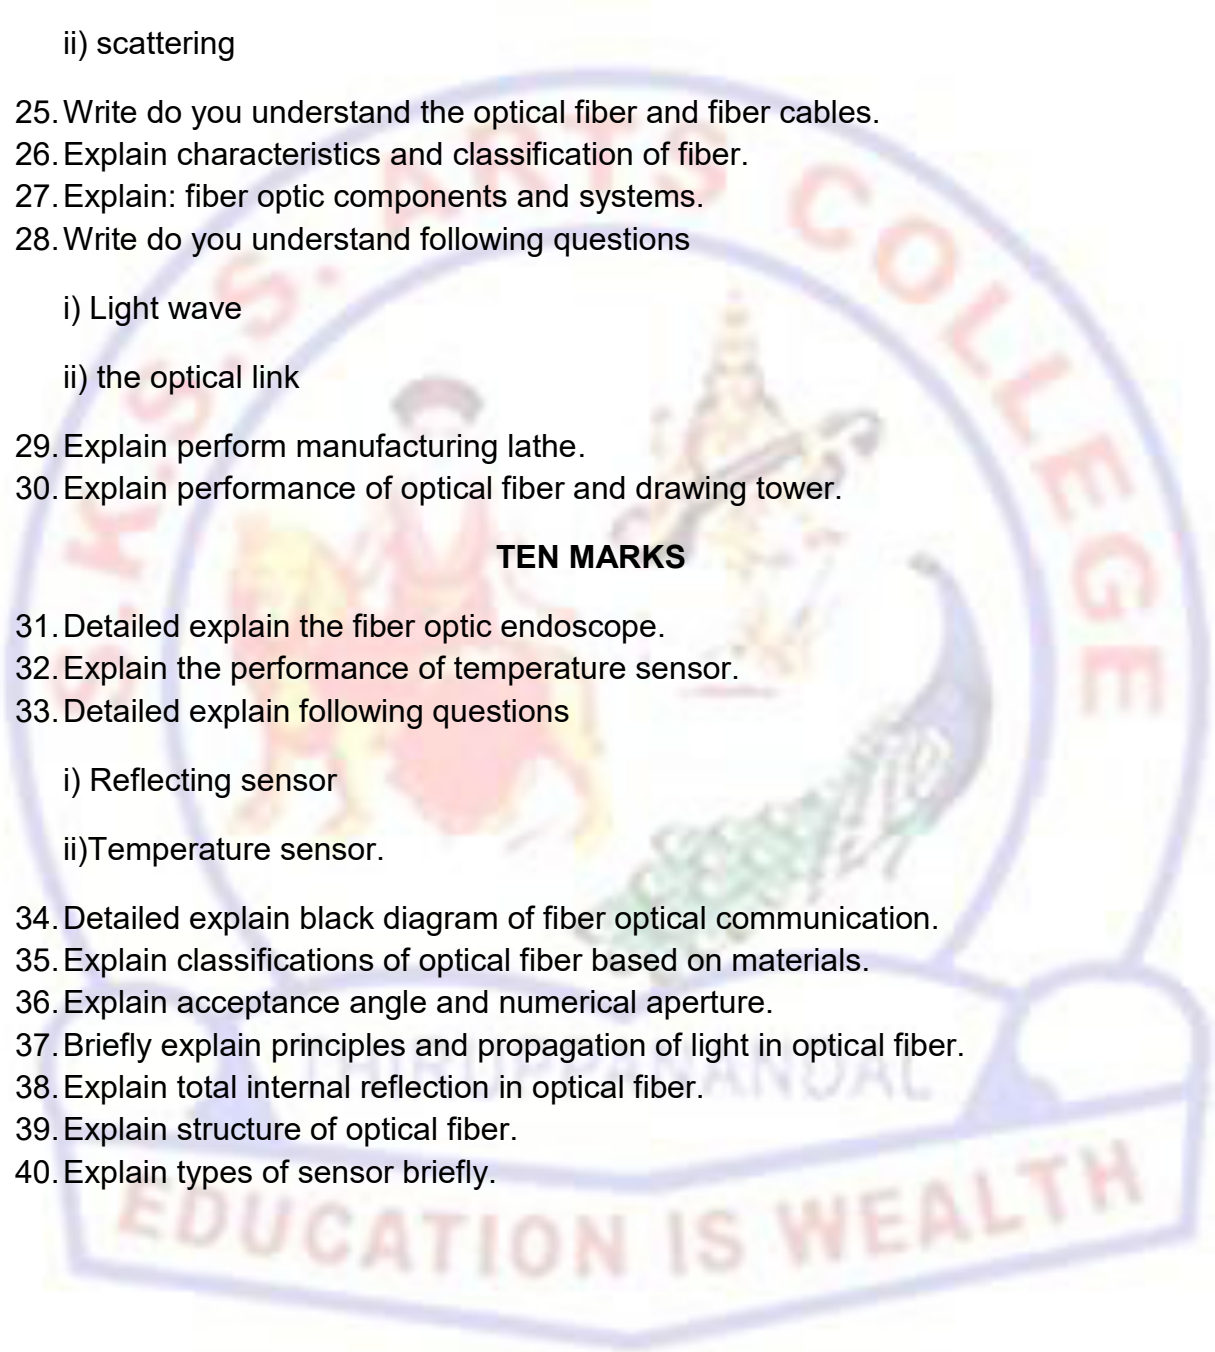 ii) scattering
25. Write do you understand the optical fiber and fiber cables.
26. Explain characteristics and classification of fiber.
27. Explain: fiber optic components and systems.
28. Write do you understand following questions
i) Light wave
ii) the optical link
29. Explain perform manufacturing lathe.
30. Explain performance of optical fiber and drawing tower.
TEN MARKS
31. Detailed explain the fiber optic endoscope.
32. Explain the performance of temperature sensor.
33. Detailed explain following questions
i) Reflecting sensor
ii)Temperature sensor.
34. Detailed explain black diagram of fiber optical communication.
35. Explain classifications of optical fiber based on materials.
36. Explain acceptance angle and numerical aperture.
37. Briefly explain principles and propagation of light in optical fiber.
38. Explain total internal reflection in optical fiber.
39. Explain structure of optical fiber.
40. Explain types of sensor briefly.
S.K.S.S. ARTS COLLEGE
THIRUPPANANDAL
EDUCATION IS WEALTH